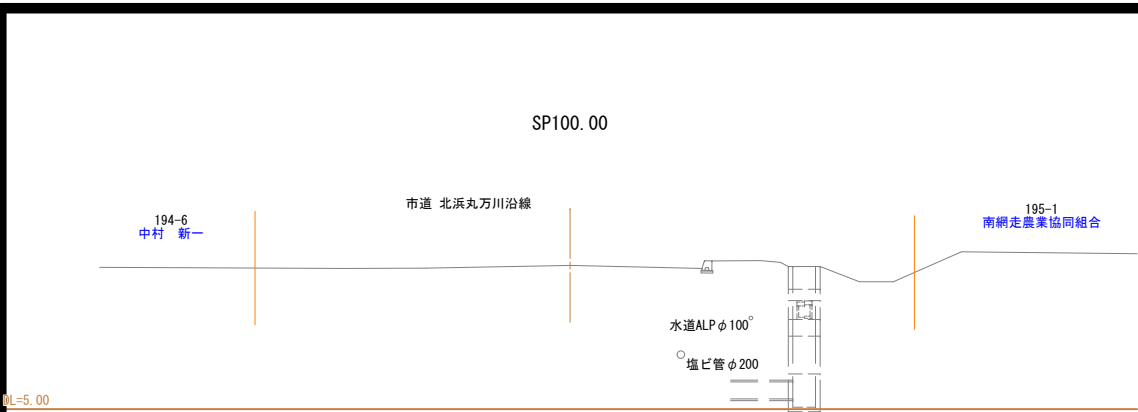 SP100.00
市道 北浜丸万川沿線
194-6
中村　新一
195-1
南網走農業協同組合
水道ALPφ100
塩ビ管φ200
DL=5.00